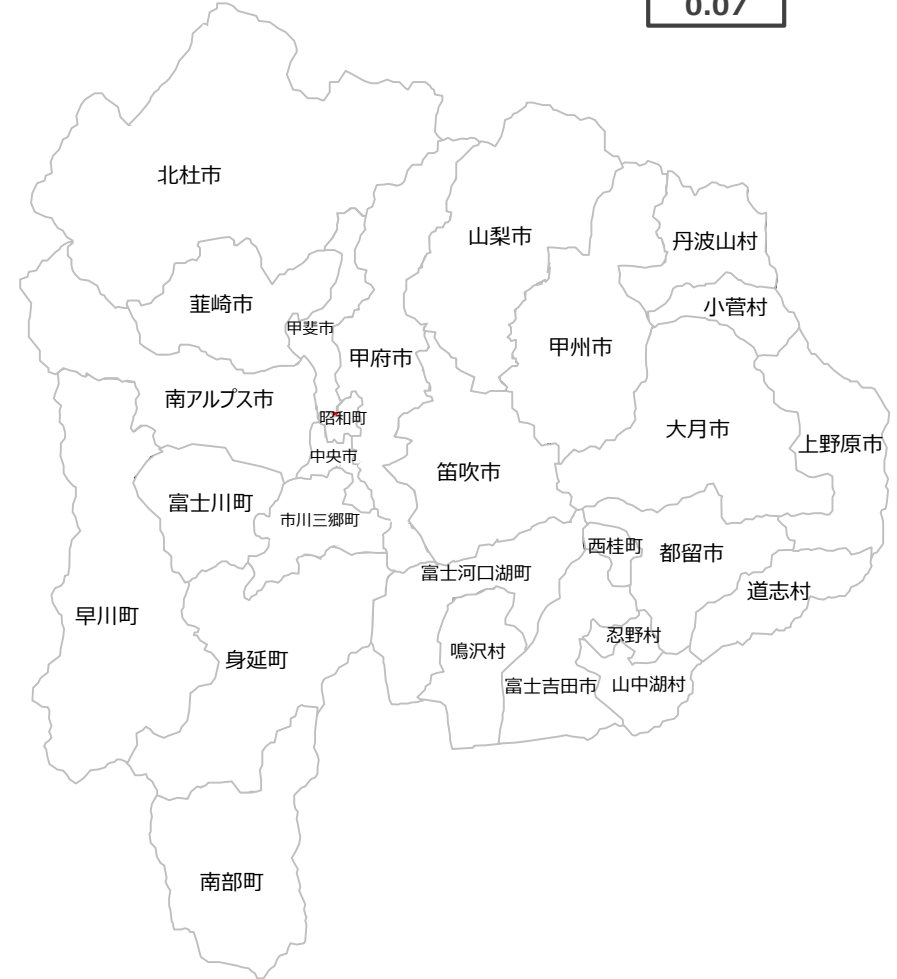 0.07
北杜市
山梨市
丹波山村
韮崎市
小菅村
甲斐市
甲州市
甲府市
南アルプス市
昭和町
大月市
上野原市
中央市
笛吹市
富士川町
市川三郷町
西桂町
都留市
富士河口湖町
道志村
早川町
忍野村
鳴沢村
身延町
富士吉田市
山中湖村
南部町